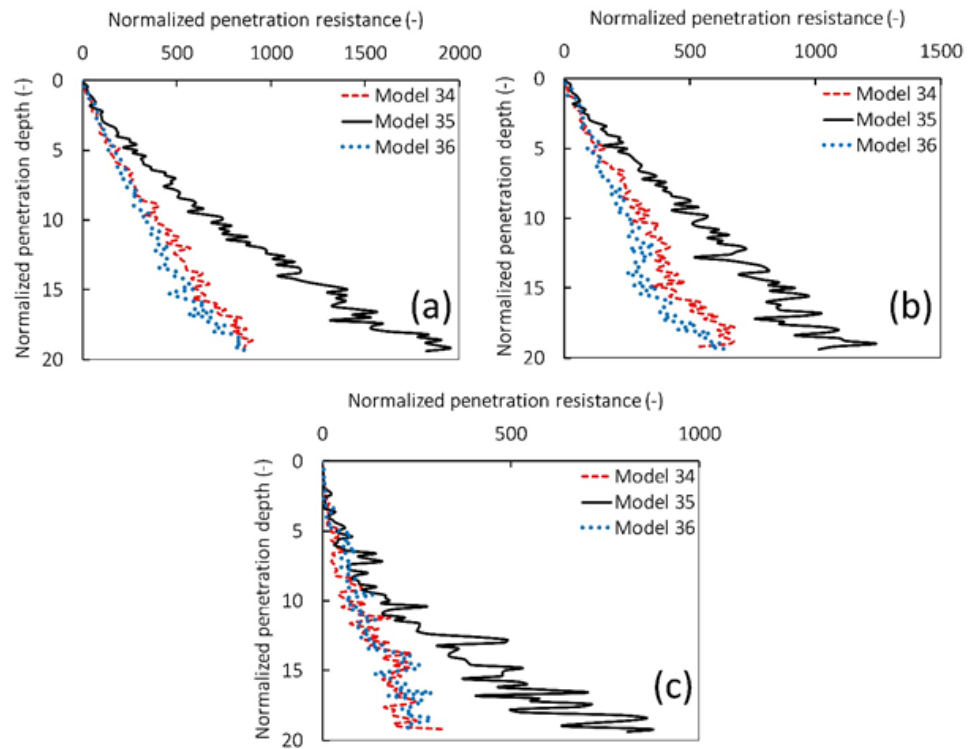 Normalized penetration resistance (-)
0 500 1000 1500 2000
Normalized penetration depth (-)
0
5
10
15
20
Model 34
Model 35
Model 36
(a)
Normalized penetration resistance (-)
0 500 1000 1500
Normalized penetration depth (-)
0
5
10
15
20
Model 34
Model 35
Model 36
(b)
Normalized penetration resistance (-)
0 500 1000
Normalized penetration depth (-)
0
5
10
15
20
Model 34
Model 35
Model 36
(c)